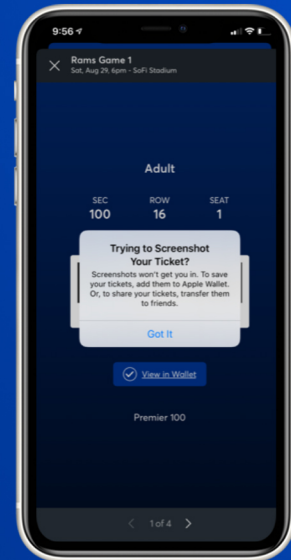 9:56
Rams Game 1
Sat, Aug 29, 6pm - SoFi Stadium
Adult
SEC ROW SEAT
100 16 1
Trying to Screenshot
Your Ticket?
Screenshots won't get you in. To save
your tickets, add them to Apple Wallet.
Or, to share your tickets, transfer them
to friends.
Got It
View in Wallet
Premier 100
1 of 4